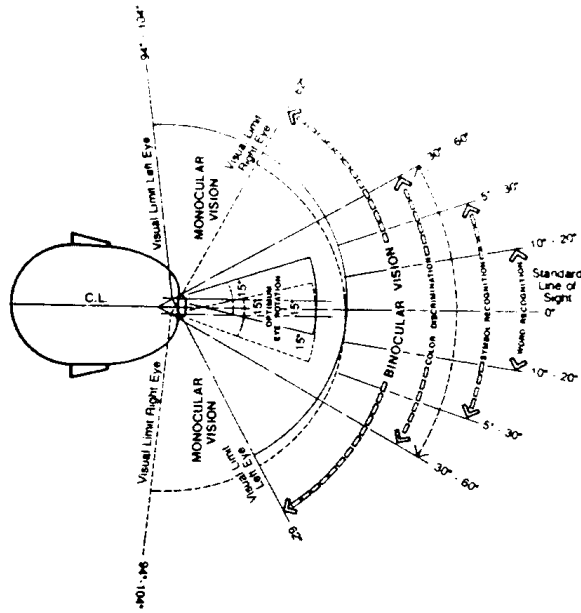 94° - 104°
Visual Limit Left Eye
MONOCULAR
VISION
Visual Limit
Right Eye
30° - 60°
5° - 30°
10° - 20°
Standard
Line of
Sight
0°
10° - 20°
5° - 30°
30° - 60°
C.L.
15°
15°
15°
15°
OPTIMUM
EYE ROTATION
BINOCULAR VISION
COLOR DISCRIMINATION
SYMBOL RECOGNITION
WORD RECOGNITION
Visual Limit Right Eye
MONOCULAR
VISION
Visual Limit
Left Eye
94° - 104°